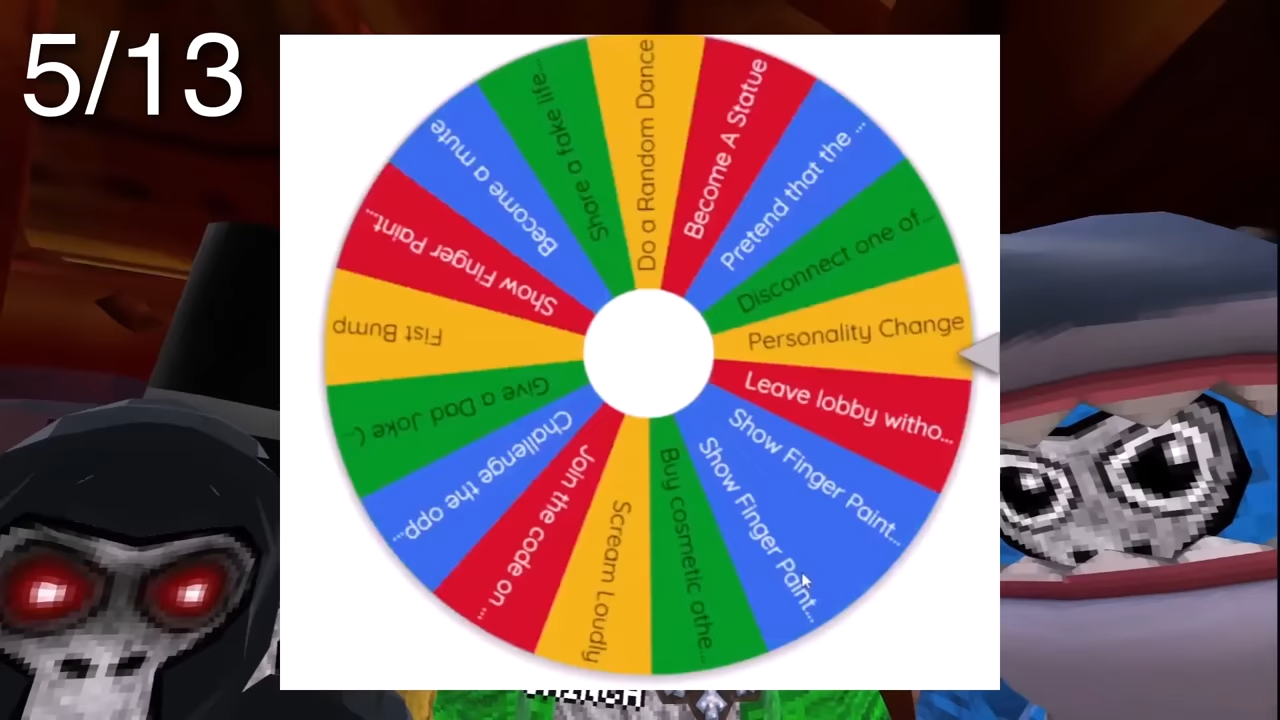 5/13
Do a Random Dance
Become A Statue
Pretend that the ...
Disconnect one of...
Personality Change
Leave lobby witho...
Show Finger Paint...
Show Finger Paint...
Buy cosmetic othe...
Scream Loudly
Join the code on ...
Challenge the opp...
Give a Dad Joke (...
Fist Bump
Show Finger Paint...
Become a mute
Share a fake life...